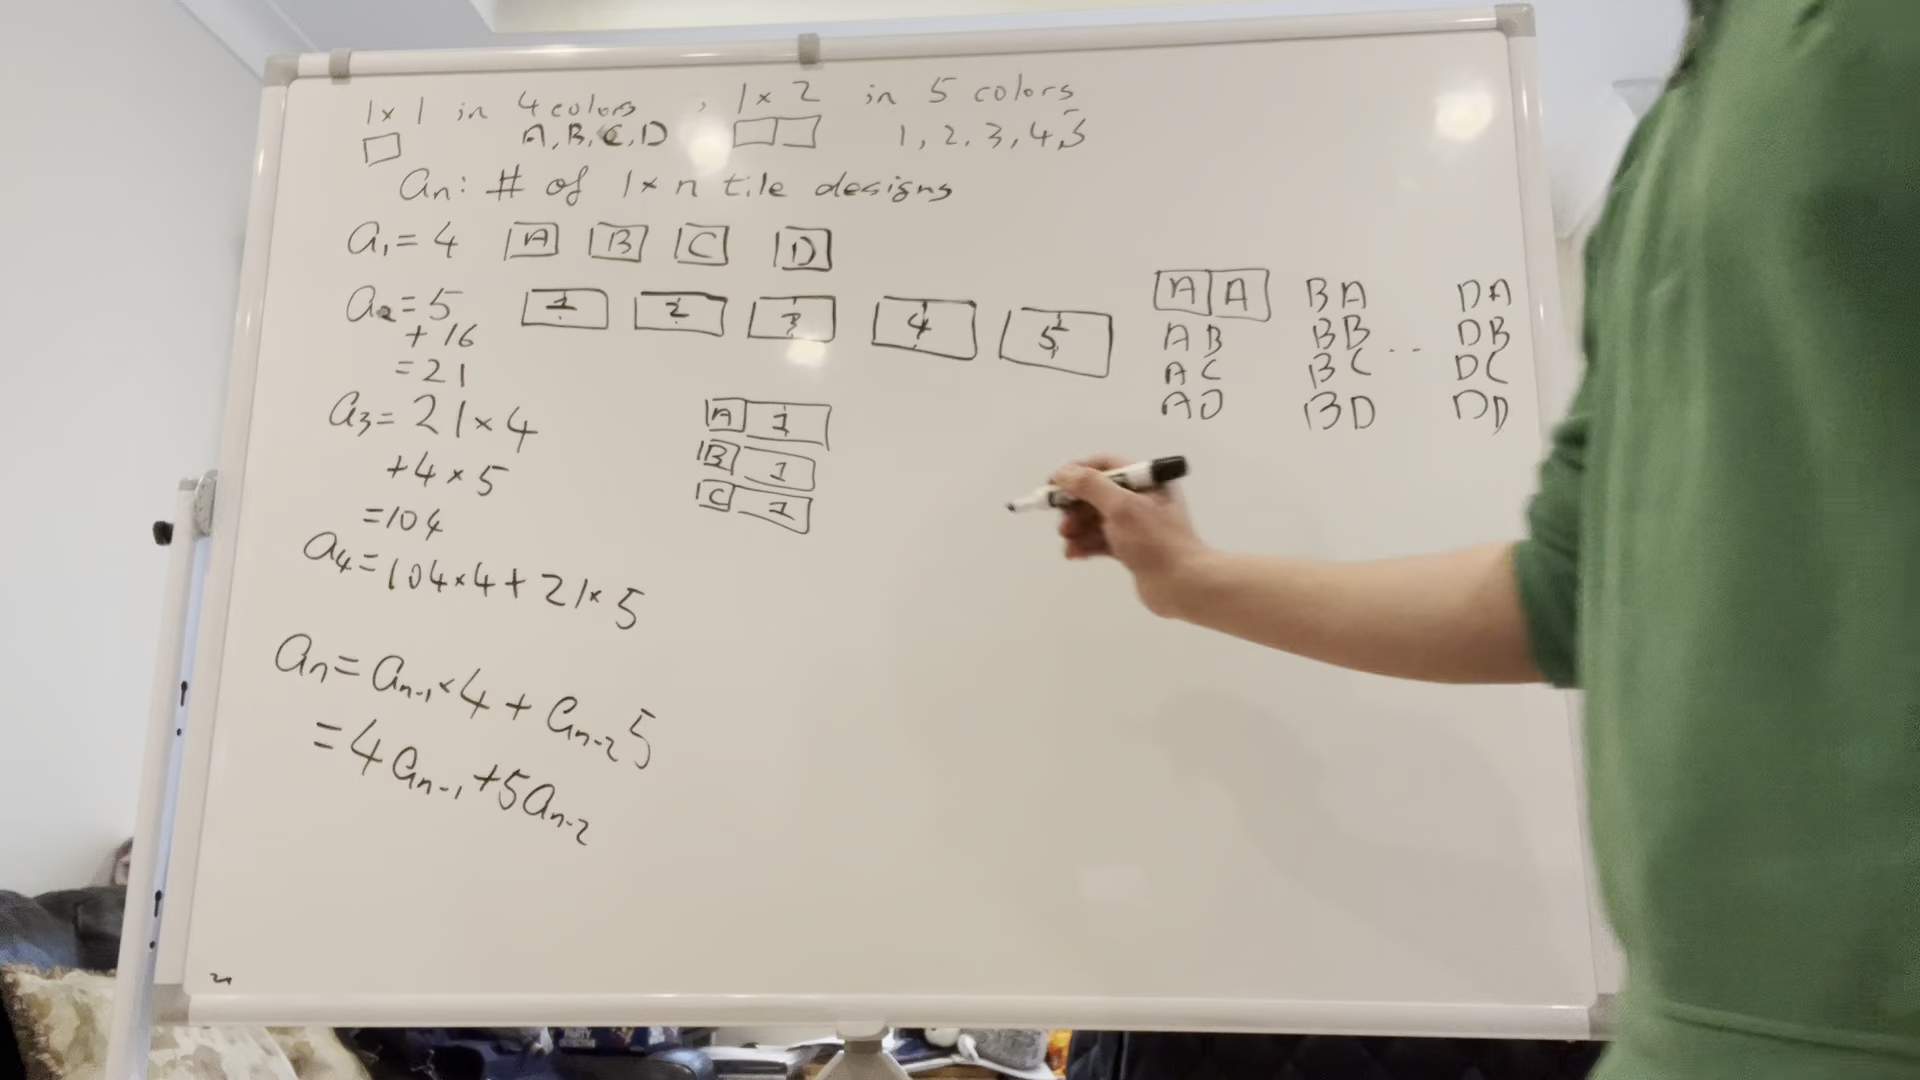 1×1 in 4 colors , 1×2 in 5 colors
A, B, C, D 1, 2, 3, 4, 5
an: # of 1×n tile designs
a1 = 4 A B C D
a2 = 5 1 2 3 4 5
+ 16
= 21
AA BA DA
AB BB .. DB
AC BC DC
AD BD DD
a3 = 21×4
+4×5
=104
A 1
B 1
C 1
a4 = 104×4 + 21×5
an = an-1×4 + an-2 5
= 4an-1 + 5an-2